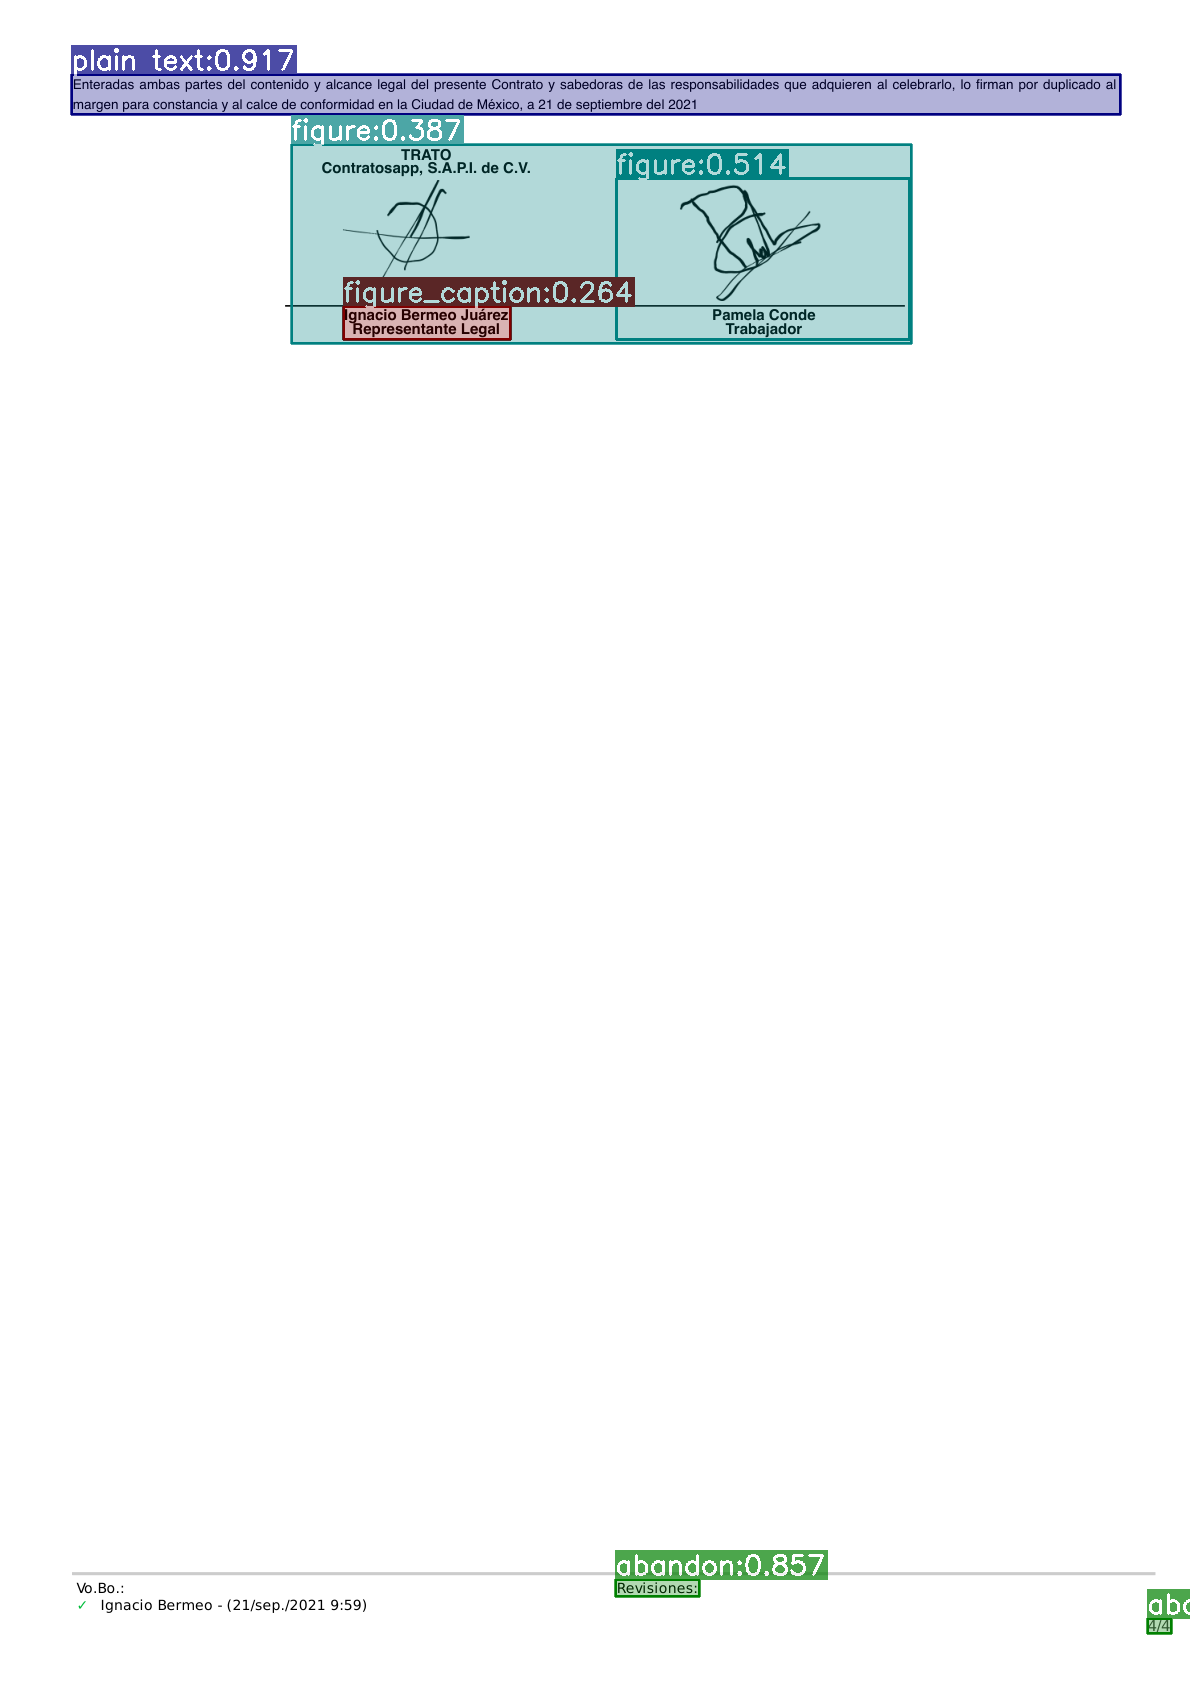 plain text:0.917
Enteradas ambas partes del contenido y alcance legal del presente Contrato y sabedoras de las responsabilidades que adquieren al celebrarlo, lo firman por duplicado al
margen para constancia y al calce de conformidad en la Ciudad de México, a 21 de septiembre del 2021
figure:0.387
TRATO
Contratosapp, S.A.P.I. de C.V.
figure:0.514
figure_caption:0.264
Ignacio Bermeo Juárez
Representante Legal
Pamela Conde
Trabajador
abandon:0.857
Vo.Bo.:
Revisiones:
✓ Ignacio Bermeo - (21/sep./2021 9:59)
4/4